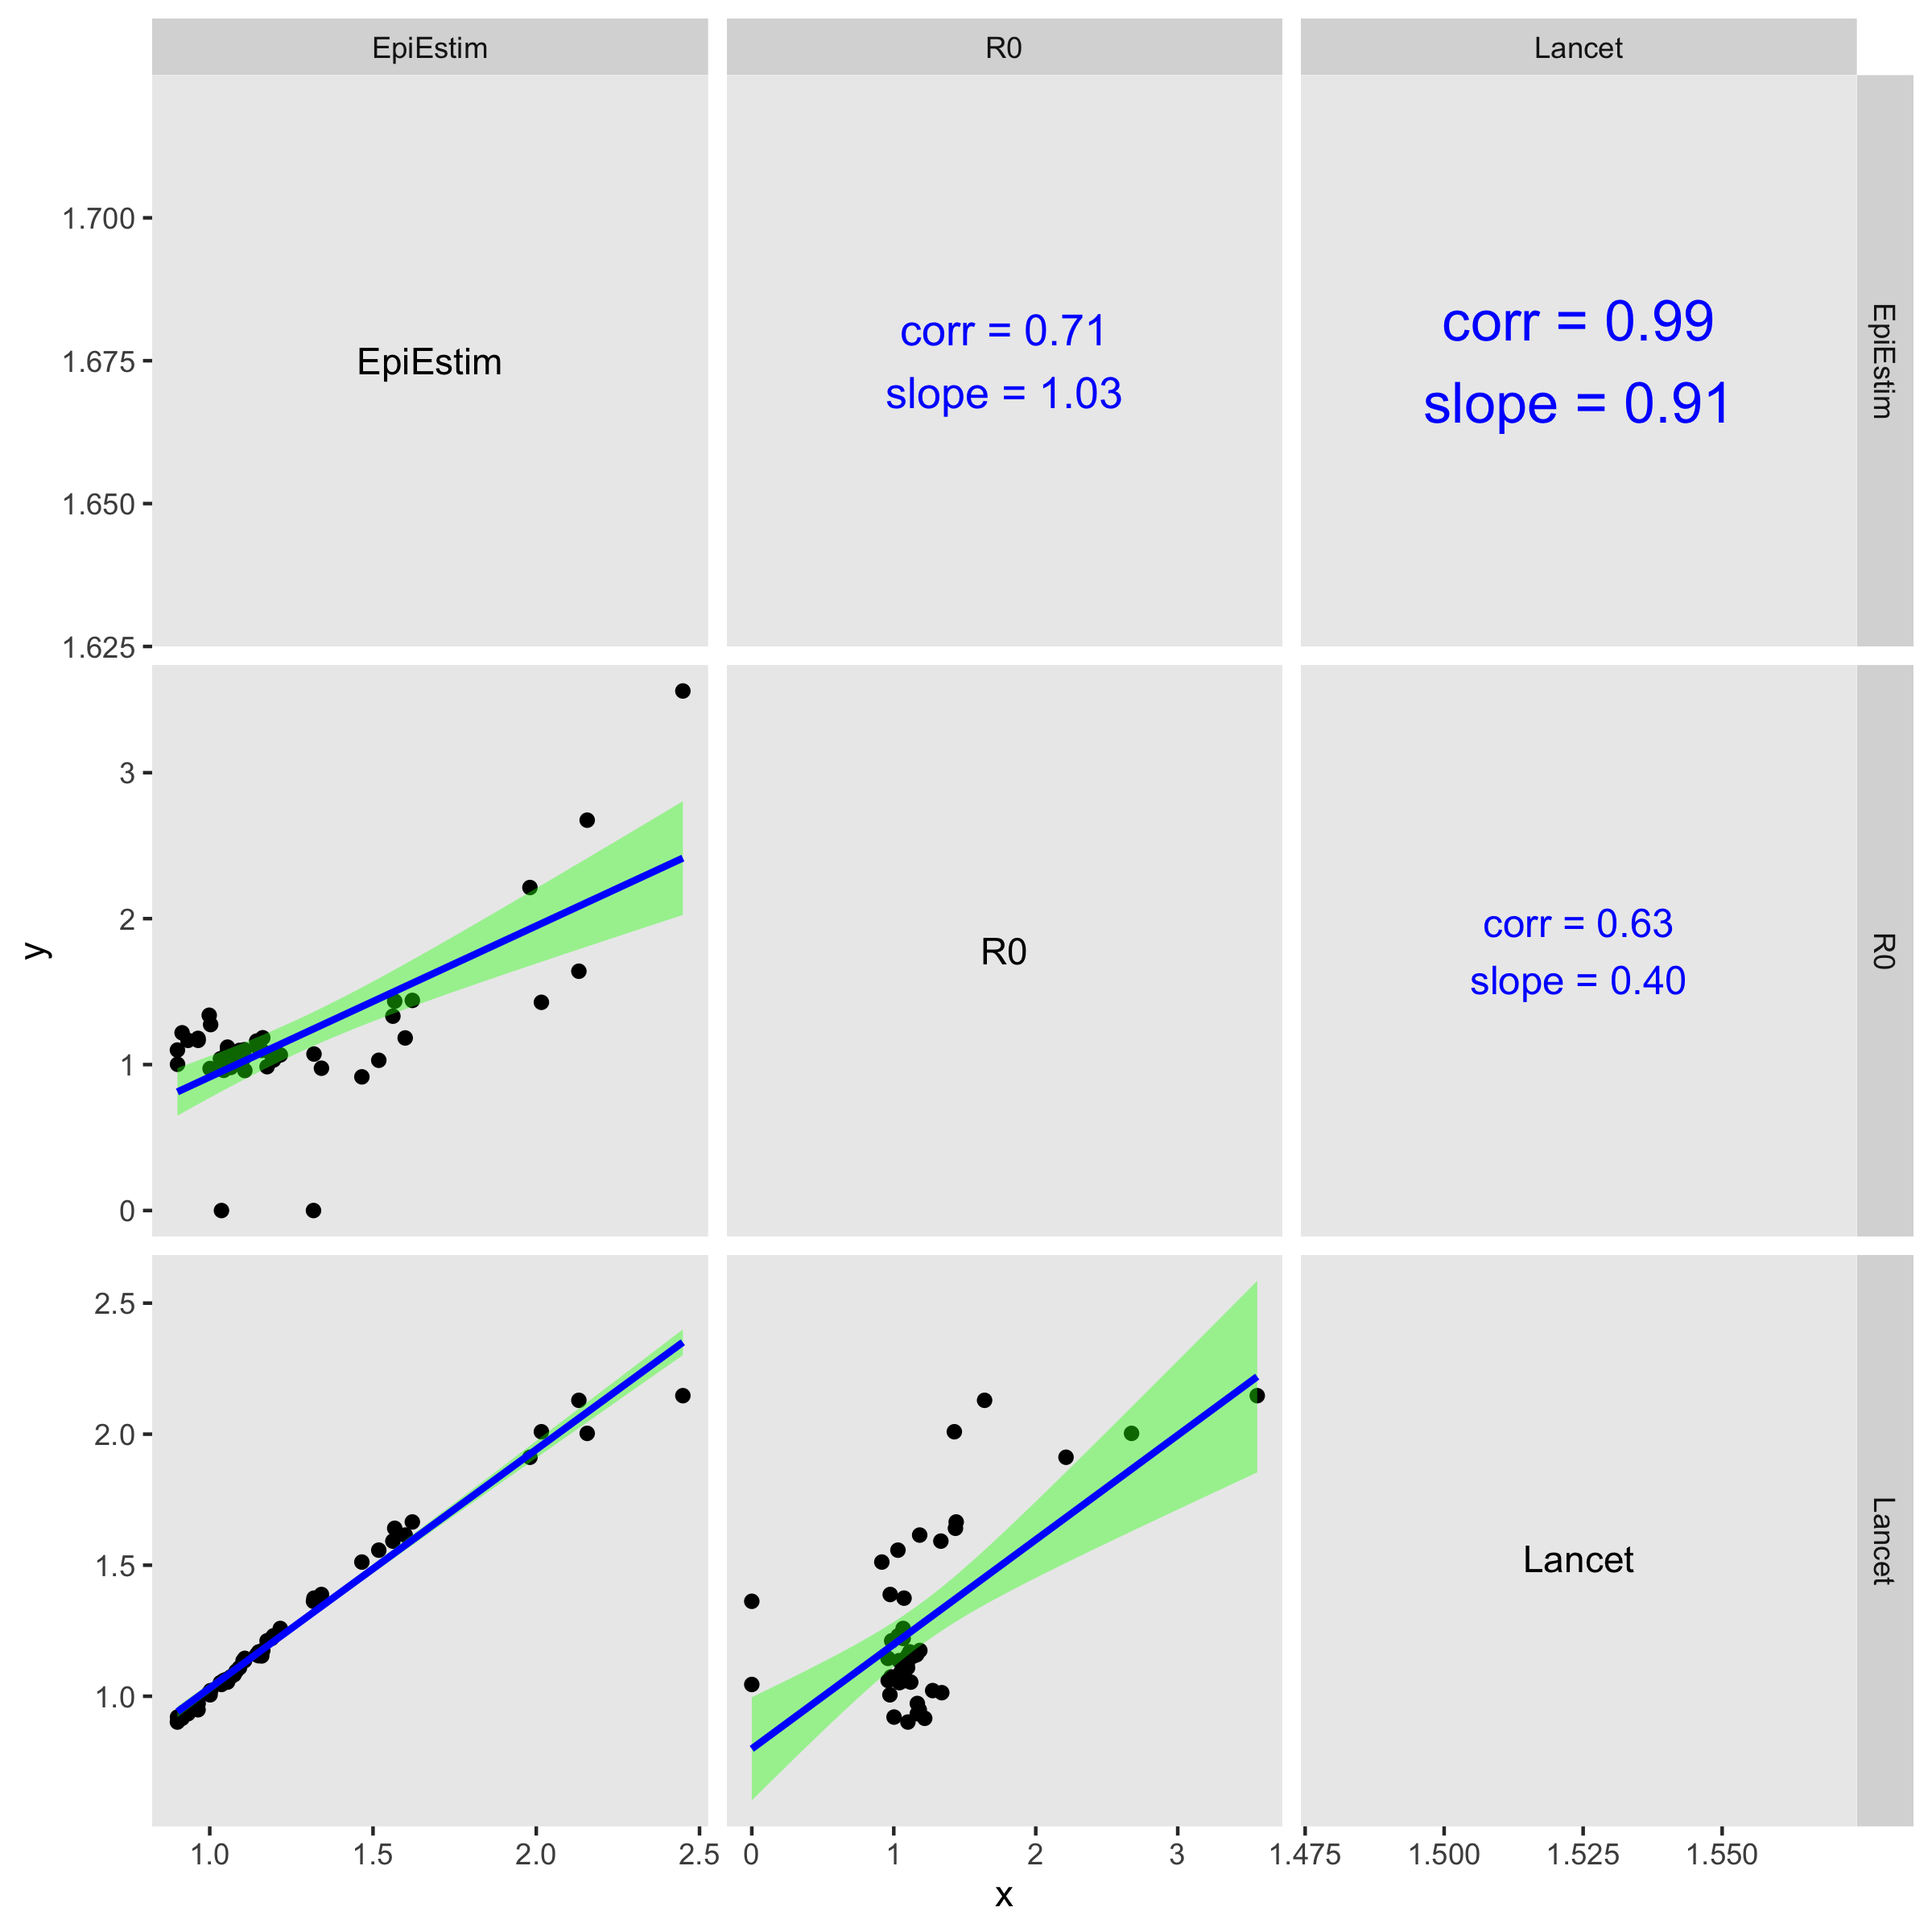 EpiEstim R0 Lancet
1.700
1.675
1.650
1.625
EpiEstim
corr = 0.71
slope = 1.03
corr = 0.99
slope = 0.91
EpiEstim
y
3
2
1
0
R0
corr = 0.63
slope = 0.40
R0
2.5
2.0
1.5
1.0
Lancet
Lancet
1.0 1.5 2.0 2.5 0 1 2 3 1.475 1.500 1.525 1.550
x